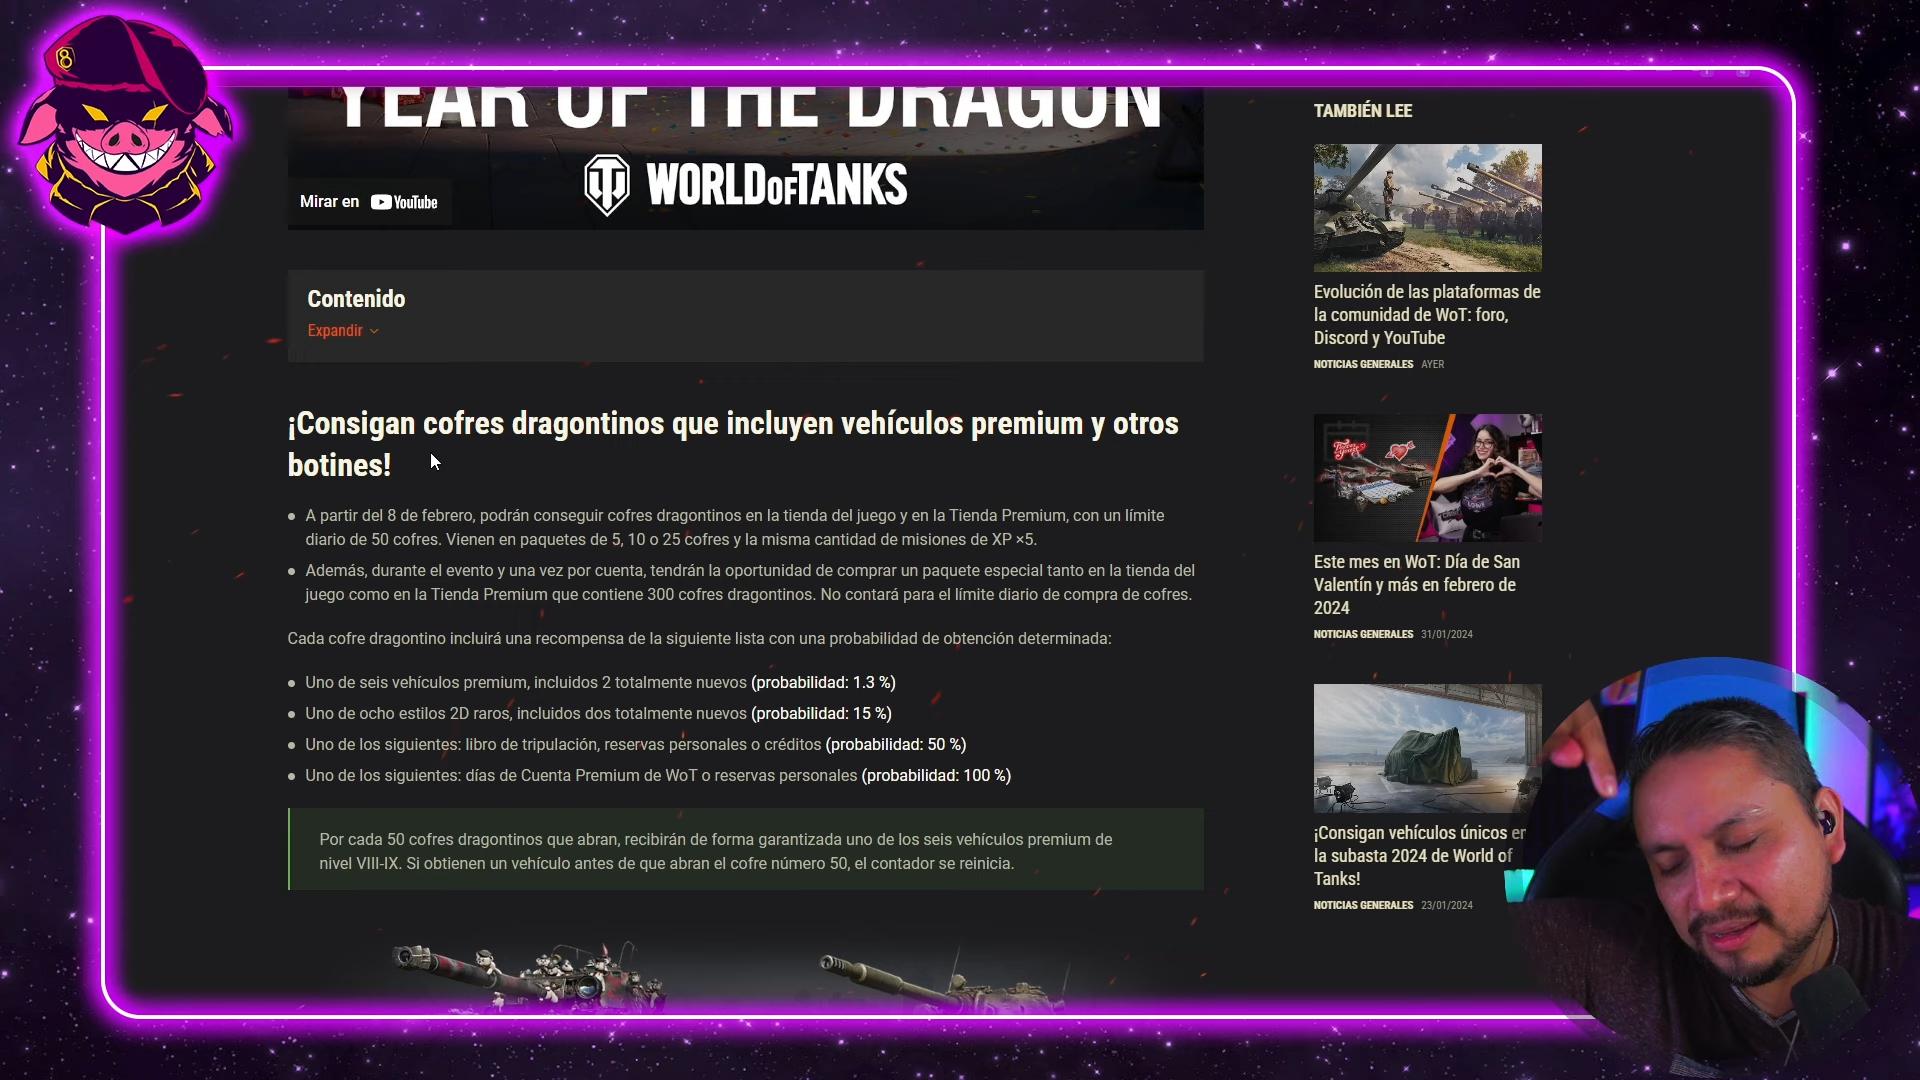 8
YEAR OF THE DRAGON
WORLD OF TANKS
Mirar en YouTube
Contenido
Expandir
¡Consigan cofres dragontinos que incluyen vehículos premium y otros
botines!
A partir del 8 de febrero, podrán conseguir cofres dragontinos en la tienda del juego y en la Tienda Premium, con un límite
diario de 50 cofres. Vienen en paquetes de 5, 10 o 25 cofres y la misma cantidad de misiones de XP ×5.
Además, durante el evento y una vez por cuenta, tendrán la oportunidad de comprar un paquete especial tanto en la tienda del
juego como en la Tienda Premium que contiene 300 cofres dragontinos. No contará para el límite diario de compra de cofres.
Cada cofre dragontino incluirá una recompensa de la siguiente lista con una probabilidad de obtención determinada:
Uno de seis vehículos premium, incluidos 2 totalmente nuevos (probabilidad: 1.3 %)
Uno de ocho estilos 2D raros, incluidos dos totalmente nuevos (probabilidad: 15 %)
Uno de los siguientes: libro de tripulación, reservas personales o créditos (probabilidad: 50 %)
Uno de los siguientes: días de Cuenta Premium de WoT o reservas personales (probabilidad: 100 %)
Por cada 50 cofres dragontinos que abran, recibirán de forma garantizada uno de los seis vehículos premium de
nivel VIII-IX. Si obtienen un vehículo antes de que abran el cofre número 50, el contador se reinicia.
TAMBIÉN LEE
Evolución de las plataformas de
la comunidad de WoT: foro,
Discord y YouTube
NOTICIAS GENERALES AYER
Este mes en WoT: Día de San
Valentín y más en febrero de
2024
NOTICIAS GENERALES 31/01/2024
¡Consigan vehículos únicos en
la subasta 2024 de World of
Tanks!
NOTICIAS GENERALES 23/01/2024